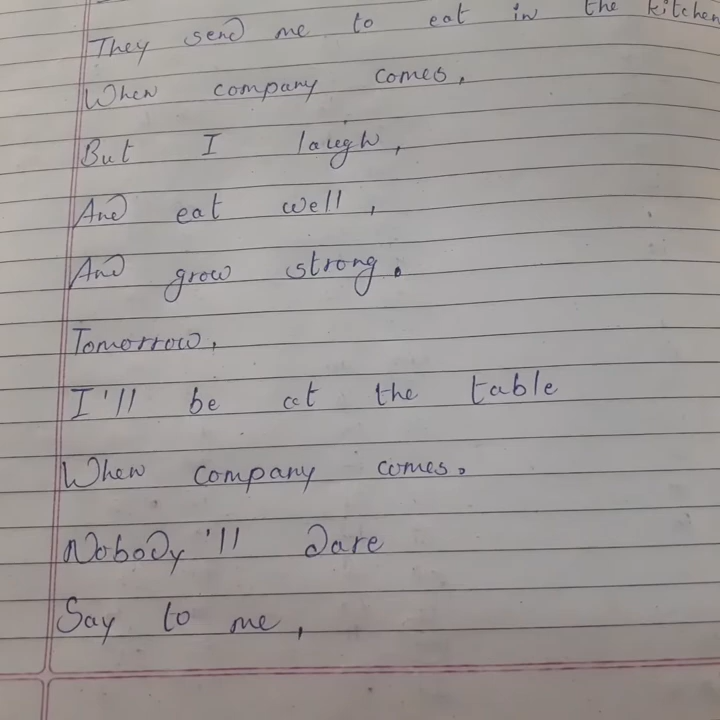 They send me to eat in the kitchen
When company comes,
But I laugh,
And eat well,
And grow strong.
Tomorrow,
I'll be at the table
When company comes.
Nobody'll dare
Say to me,